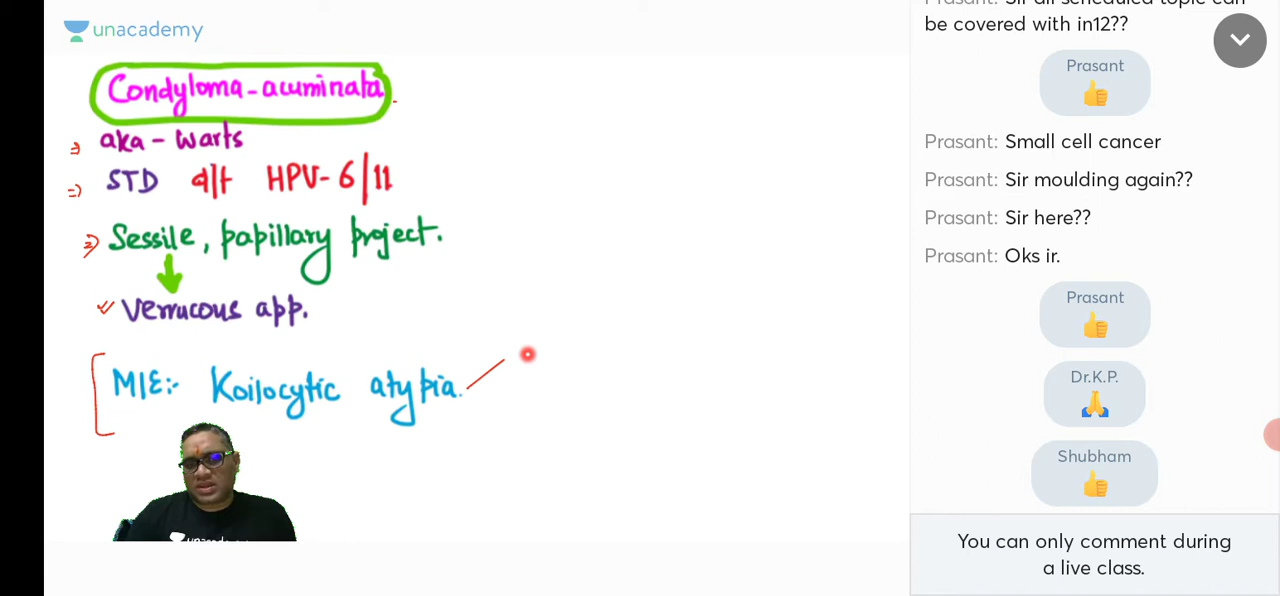 unacademy
Condyloma-acuminata.
aka - warts
STD d/t HPV-6/11
Sessile, papillary project.
Verrucous app.
M/E:- Koilocytic atypia.
unacademy
be covered with in12??
Prasant
Prasant: Small cell cancer
Prasant: Sir moulding again??
Prasant: Sir here??
Prasant: Oks ir.
Prasant
Dr.K.P.
Shubham
You can only comment during
a live class.